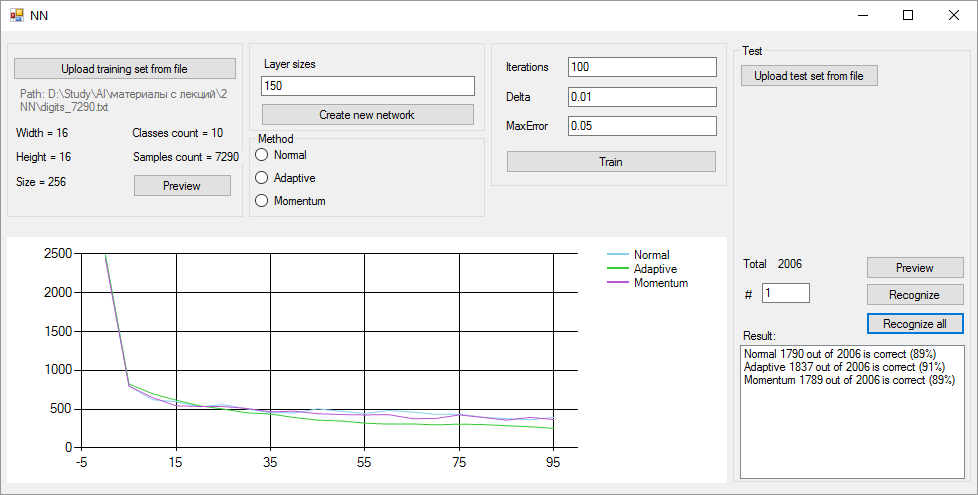 NN
Upload training set from file
Path: D:\Study\AI\материалы с лекций\2
NN\digits_7290.txt
Width = 16
Classes count = 10
Height = 16
Samples count = 7290
Size = 256
Preview
Layer sizes
150
Create new network
Method
Normal
Adaptive
Momentum
Iterations
100
Delta
0.01
MaxError
0.05
Train
Test
Upload test set from file
Total 2006
Preview
# 1
Recognize
Recognize all
Result:
Normal 1790 out of 2006 is correct (89%)
Adaptive 1837 out of 2006 is correct (91%)
Momentum 1789 out of 2006 is correct (89%)
2500
2000
1500
1000
500
0
-5 15 35 55 75 95
Normal
Adaptive
Momentum